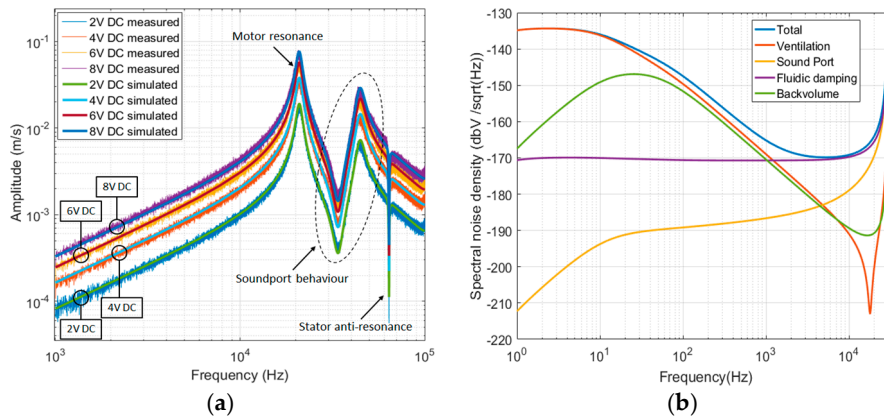 2V DC measured
4V DC measured
6V DC measured
8V DC measured
2V DC simulated
4V DC simulated
6V DC simulated
8V DC simulated
Motor resonance
8V DC
6V DC
4V DC
2V DC
Soundport behaviour
Stator anti-resonance
Amplitude (m/s)
10⁻¹
10⁻²
10⁻³
10⁻⁴
10³
10⁴
10⁵
Frequency (Hz)
(a)
Total
Ventilation
Sound Port
Fluidic damping
Backvolume
Spectral noise density (dbV /sqrt(Hz)
-130
-140
-150
-160
-170
-180
-190
-200
-210
-220
10⁰
10¹
10²
10³
10⁴
Frequency(Hz)
(b)